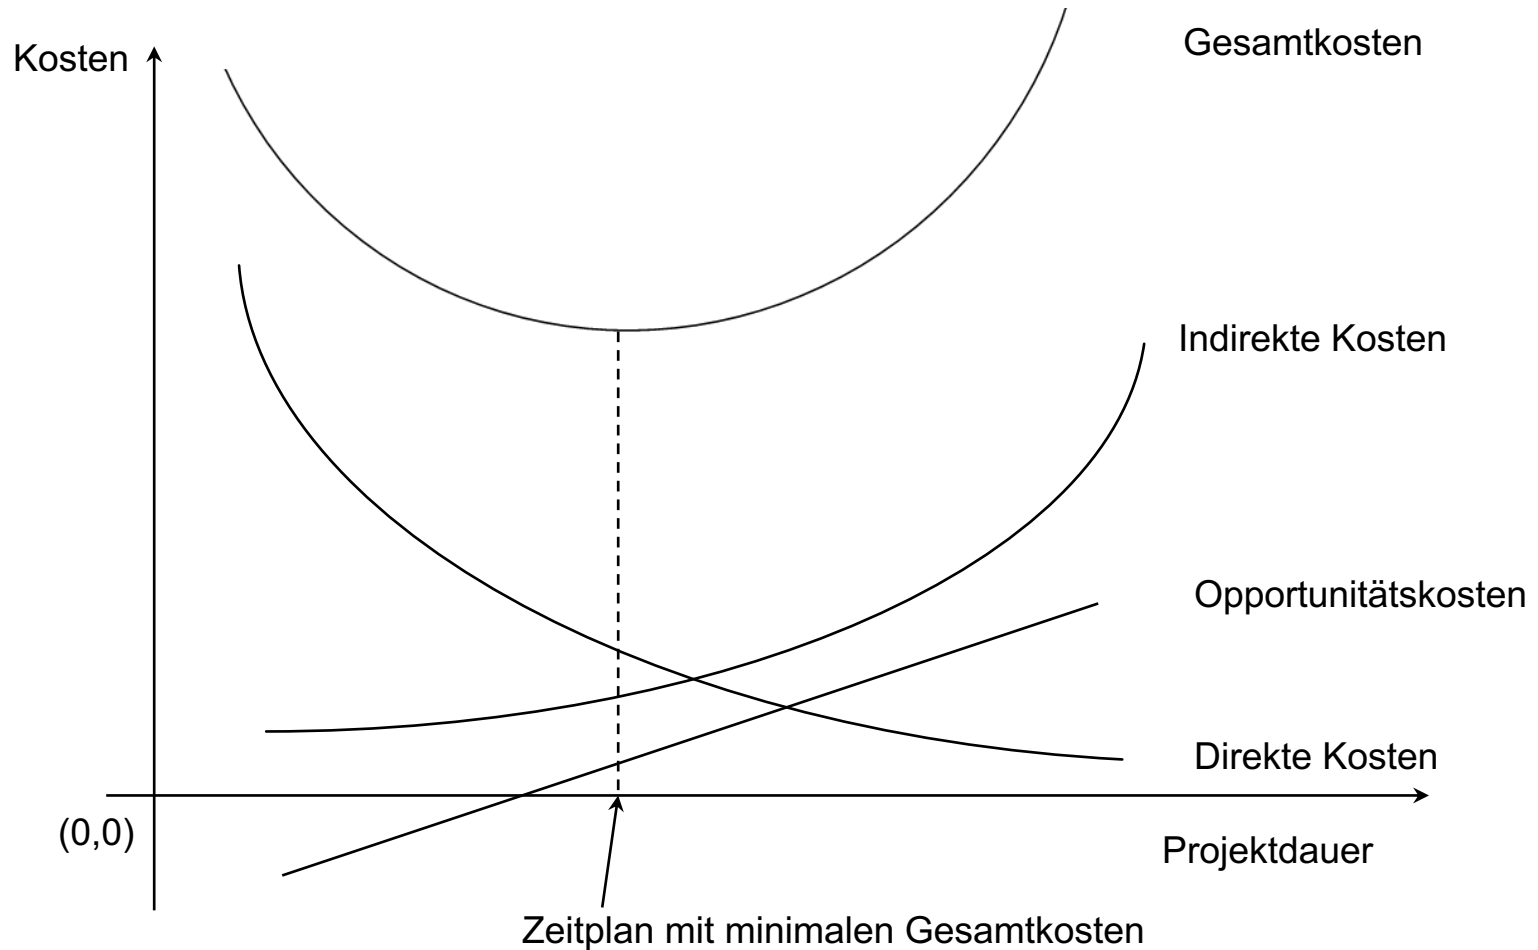 Gesamtkosten
Kosten
Indirekte Kosten
Opportunitätskosten
Direkte Kosten
(0,0)
Projektdauer
Zeitplan mit minimalen Gesamtkosten